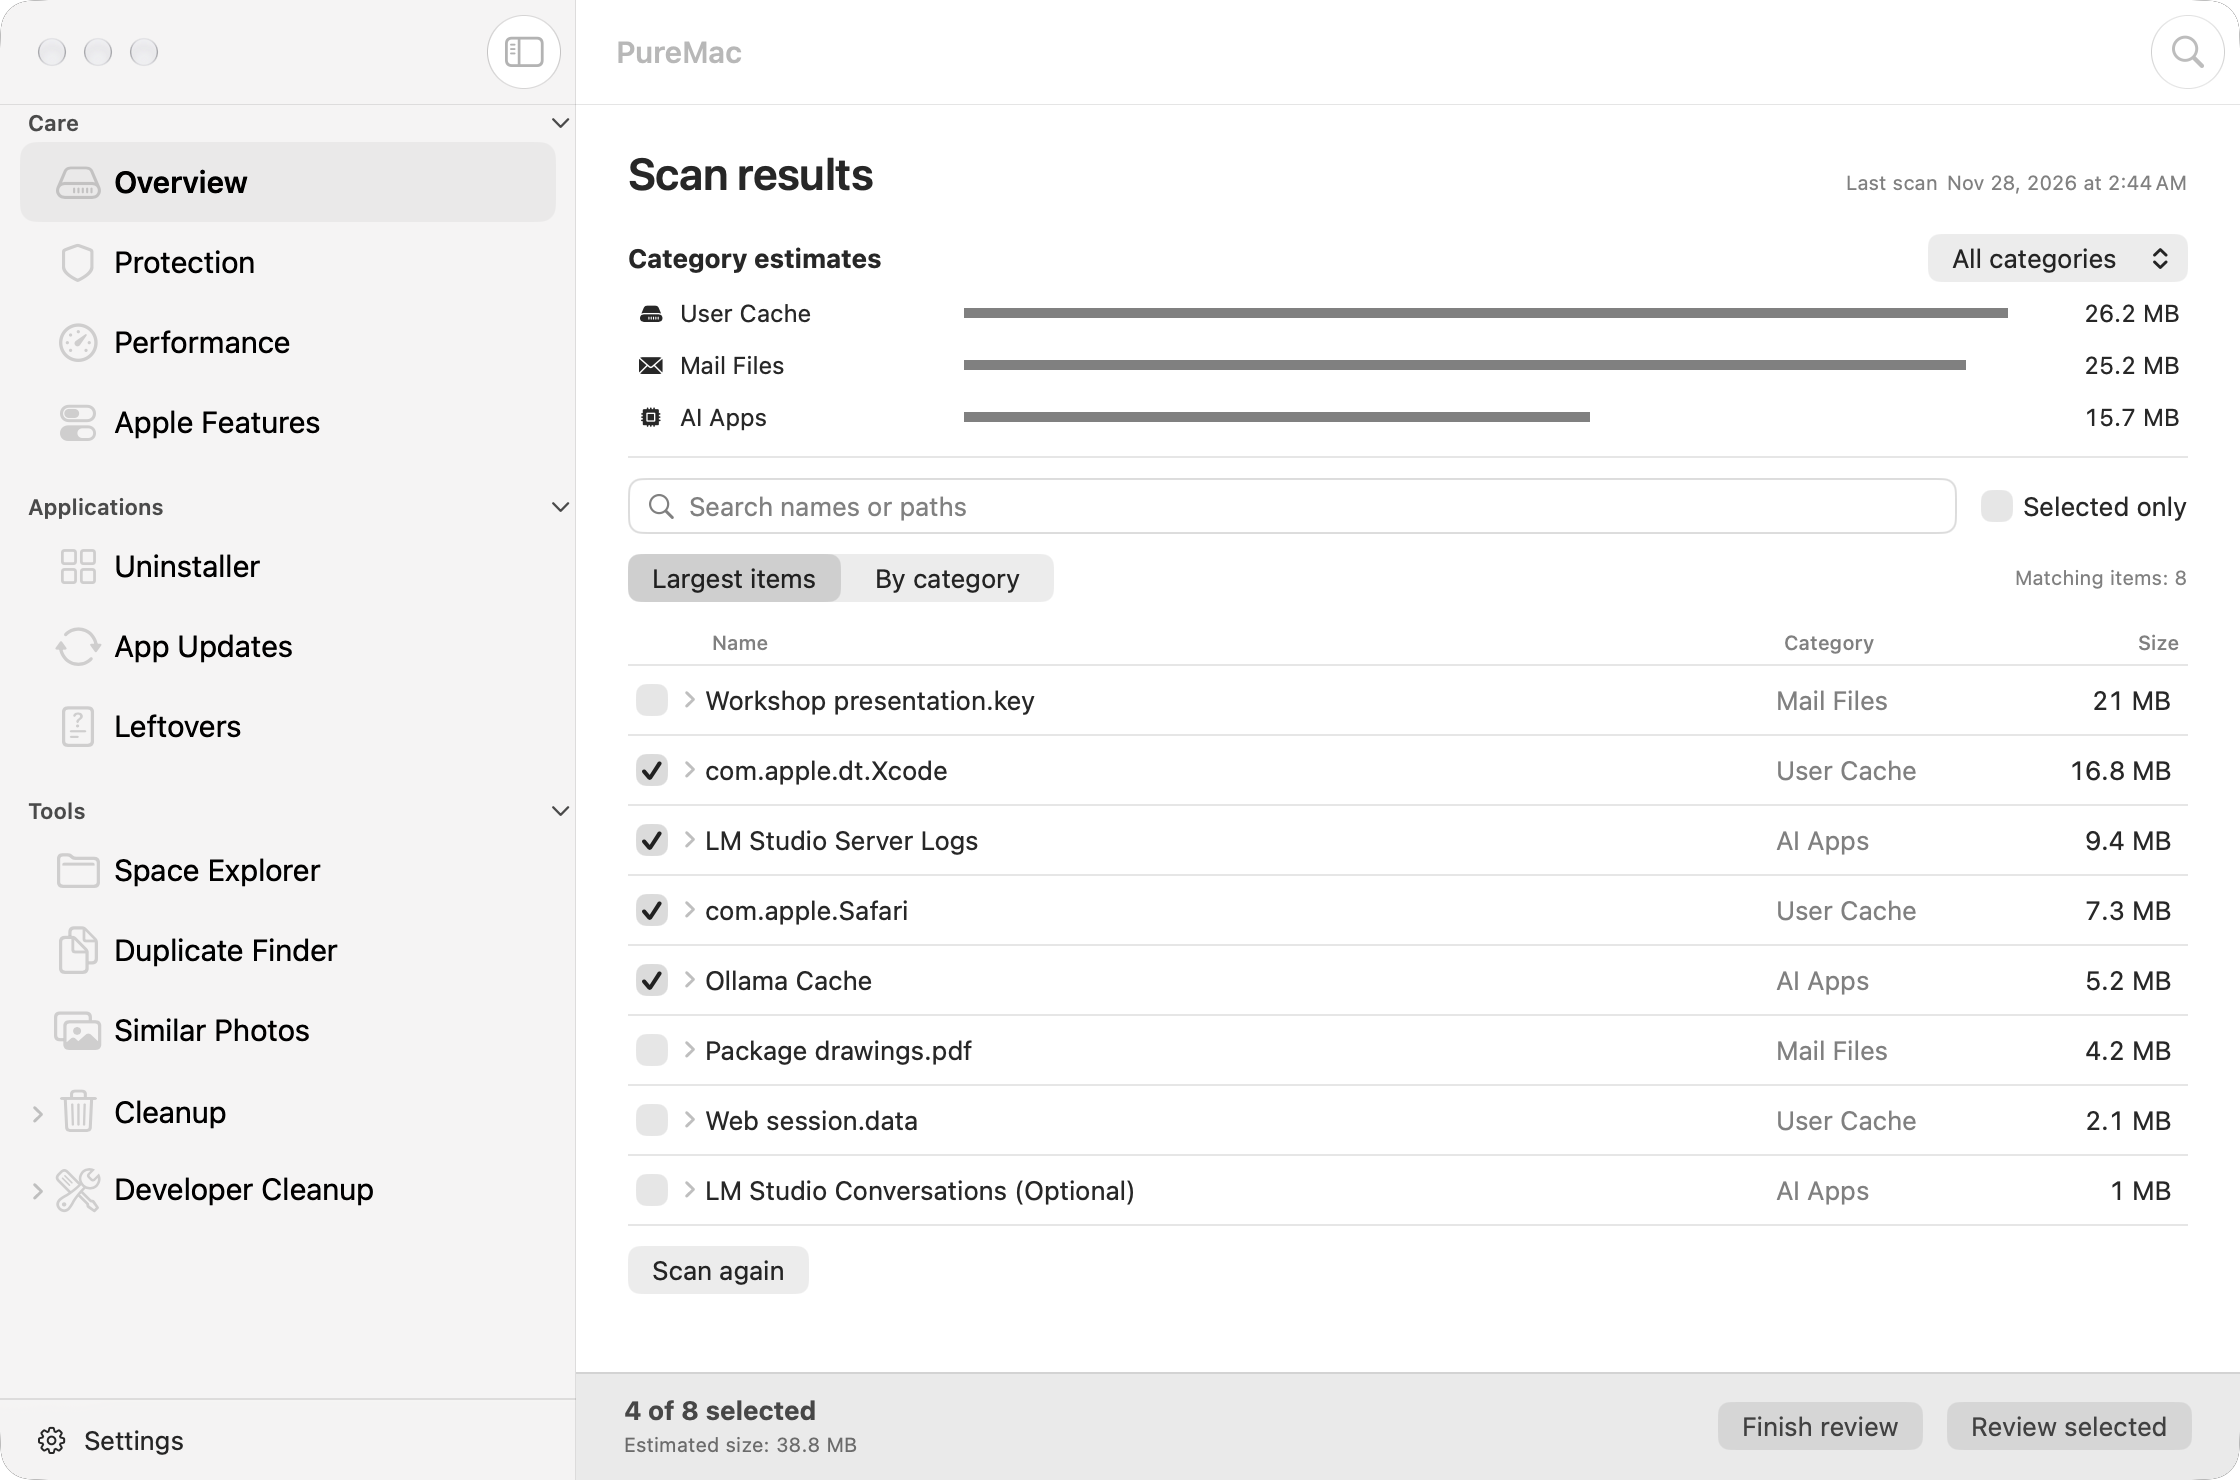 PureMac
Care
Overview
Protection
Performance
Apple Features
Applications
Uninstaller
App Updates
Leftovers
Tools
Space Explorer
Duplicate Finder
Similar Photos
Cleanup
Developer Cleanup
Settings
Scan results
Last scan Nov 28, 2026 at 2:44 AM
Category estimates
All categories
User Cache 26.2 MB
Mail Files 25.2 MB
AI Apps 15.7 MB
Search names or paths
Selected only
Largest items By category
Matching items: 8
Name Category Size
Workshop presentation.key Mail Files 21 MB
com.apple.dt.Xcode User Cache 16.8 MB
LM Studio Server Logs AI Apps 9.4 MB
com.apple.Safari User Cache 7.3 MB
Ollama Cache AI Apps 5.2 MB
Package drawings.pdf Mail Files 4.2 MB
Web session.data User Cache 2.1 MB
LM Studio Conversations (Optional) AI Apps 1 MB
Scan again
4 of 8 selected
Estimated size: 38.8 MB
Finish review
Review selected